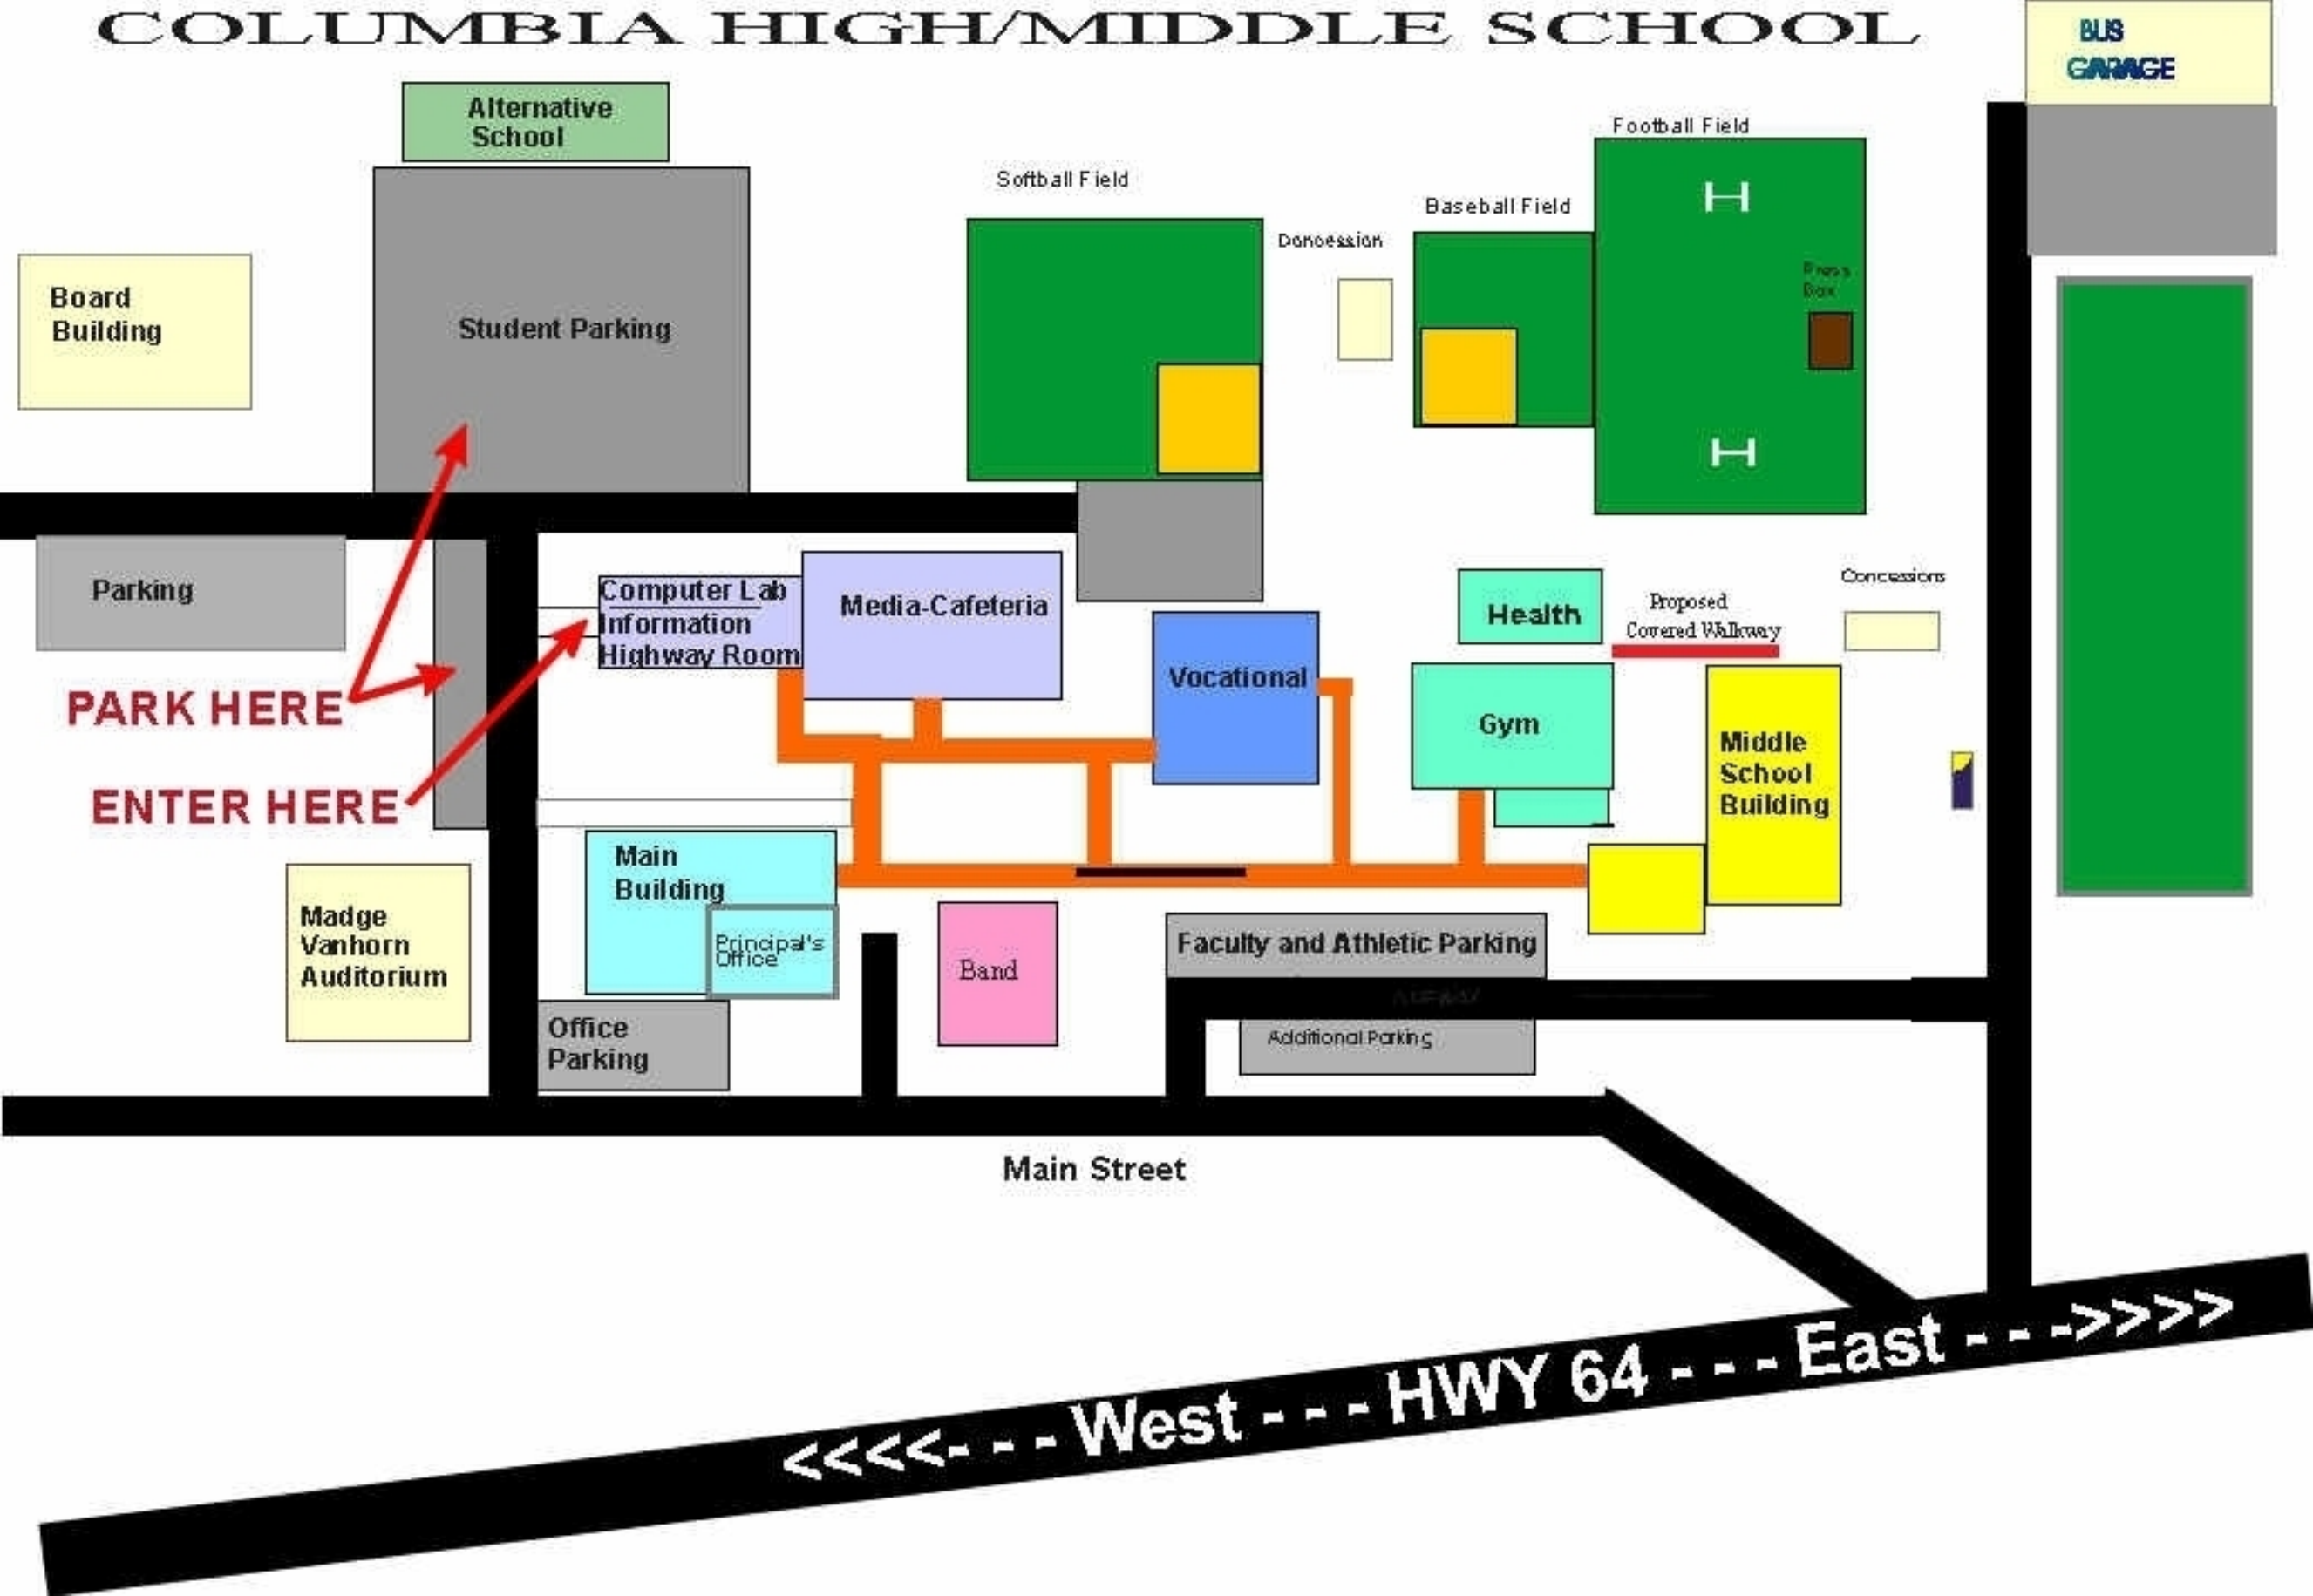 COLUMBIA HIGH/MIDDLE SCHOOL
BUS
GARAGE
Alternative
School
Football Field
Softball Field
Baseball Field
Doncession
Press
Box
Board
Building
Student Parking
Computer Lab
Information
Highway Room
Media-Cafeteria
Parking
Health
Proposed
Covered Walkway
Concessions
Vocational
PARK HERE
Gym
Middle
School
Building
ENTER HERE
Main
Building
Principal's
Office
Madge
Vanhorn
Auditorium
Band
Faculty and Athletic Parking
Office
Parking
Additional Parking
Main Street
<<<<- - - West - - - HWY 64 - - - East - - ->>>>